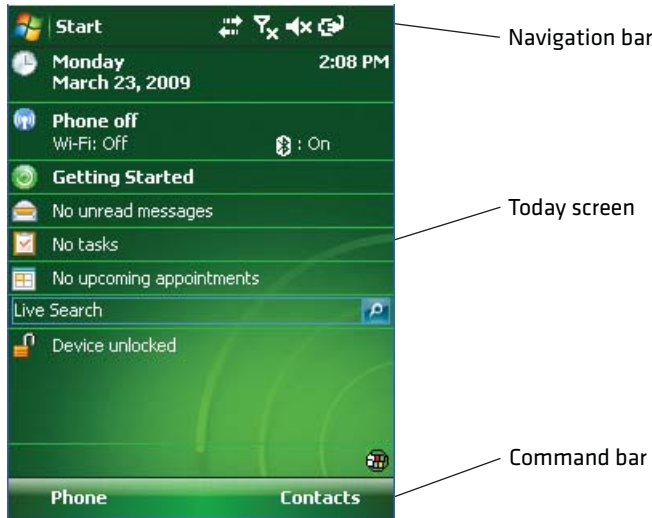 Start
Navigation bar
Monday 2:08 PM
March 23, 2009
Phone off
Wi-Fi: Off : On
Getting Started
No unread messages
Today screen
No tasks
No upcoming appointments
Live Search
Device unlocked
Command bar
Phone Contacts